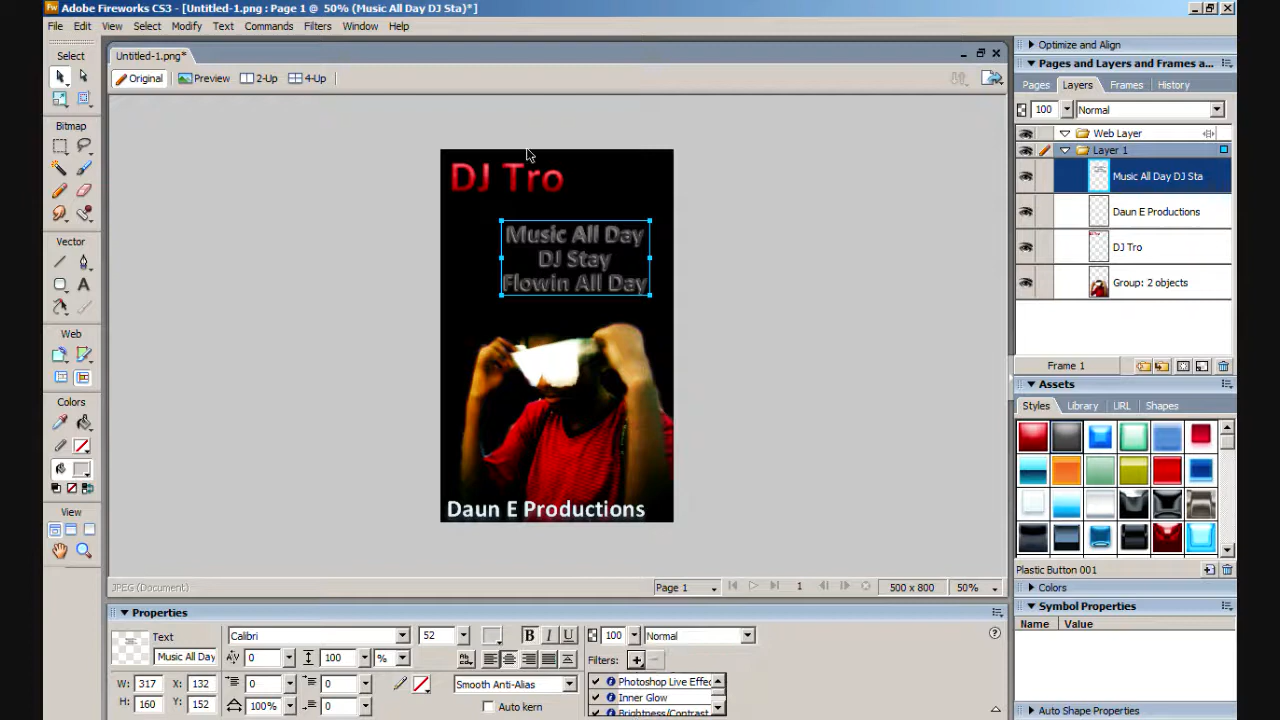 Adobe Fireworks CS3 - [Untitled-1.png : Page 1 @ 50% (Music All Day DJ Sta)*]
File Edit View Select Modify Text Commands Filters Window Help
Select
Bitmap
Vector
Web
Colors
View
Untitled-1.png*
Original Preview 2-Up 4-Up
DJ Tro
Music All Day
DJ Stay
Flowin All Day
Daun E Productions
JPEG (Document)
Page 1 1 500 x 800 50%
Properties
Text
Music All Day
Calibri 52 B I U 100 Normal
0 100 %
Filters:
W: 317 X: 132 0 0 Smooth Anti-Alias
H: 160 Y: 152 100% 0 Auto kern
Photoshop Live Effec
Inner Glow
Brightness/Contrast
Optimize and Align
Pages and Layers and Frames a...
Pages Layers Frames History
100 Normal
Web Layer
Layer 1
Music All Day DJ Sta
Daun E Productions
DJ Tro
Group: 2 objects
Frame 1
Assets
Styles Library URL Shapes
Plastic Button 001
Colors
Symbol Properties
Name Value
Auto Shape Properties